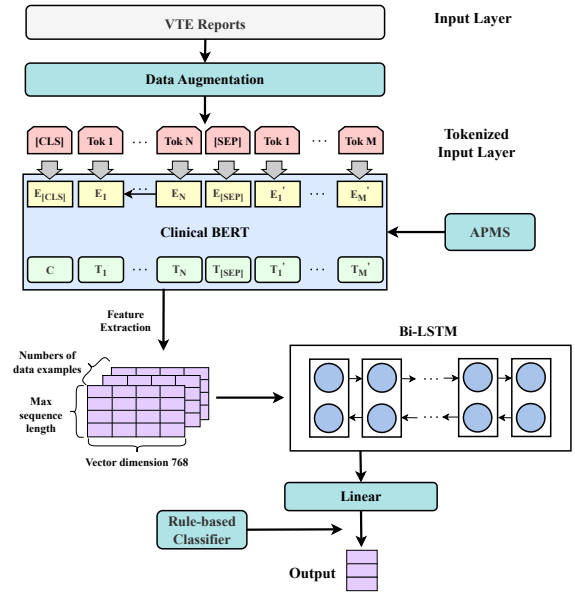 VTE Reports
Input Layer
Data Augmentation
[CLS] Tok 1 ... Tok N [SEP] Tok 1 ... Tok M
Tokenized
Input Layer
E[CLS] E1 ... EN E[SEP] E1' ... EM'
Clinical BERT
APMS
C T1 ... TN T[SEP] T1' ... TM'
Feature
Extraction
Bi-LSTM
Numbers of
data examples
Max
sequence
length
...
...
Vector dimension 768
Linear
Rule-based
Classifier
Output